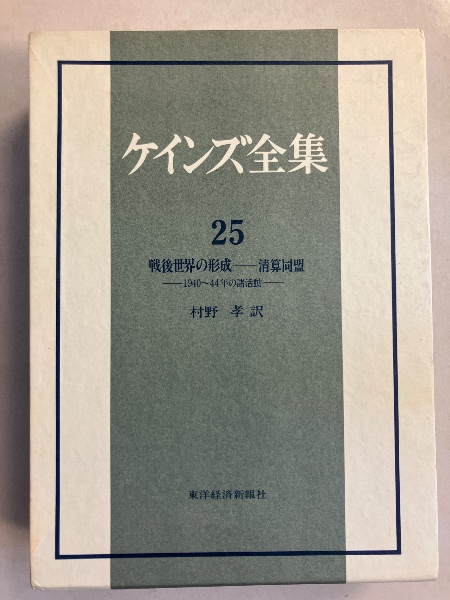 ケインズ全集
25
戦後世界の形成——清算同盟
——1940〜44年の諸活動——
村野 孝 訳
東洋経済新報社